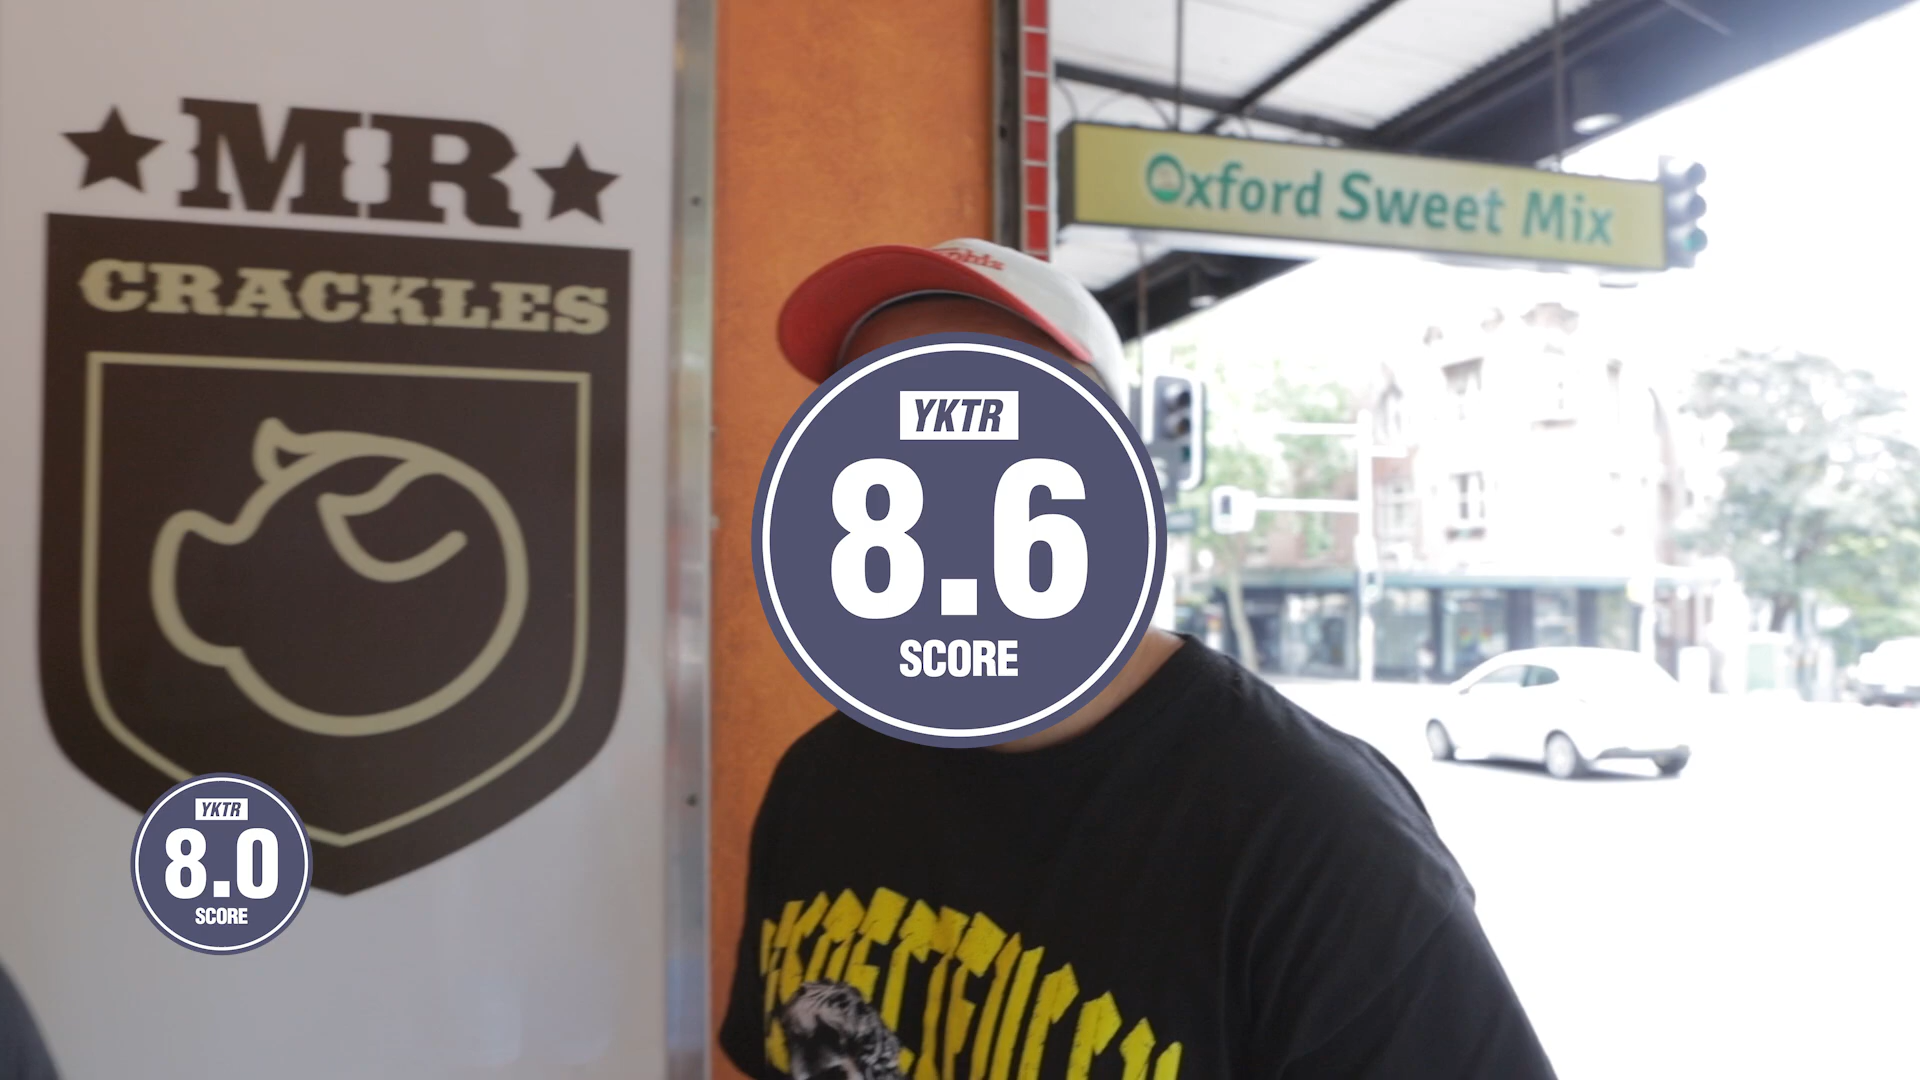 MR
CRACKLES
Oxford Sweet Mix
YKTR
8.6
SCORE
YKTR
8.0
SCORE